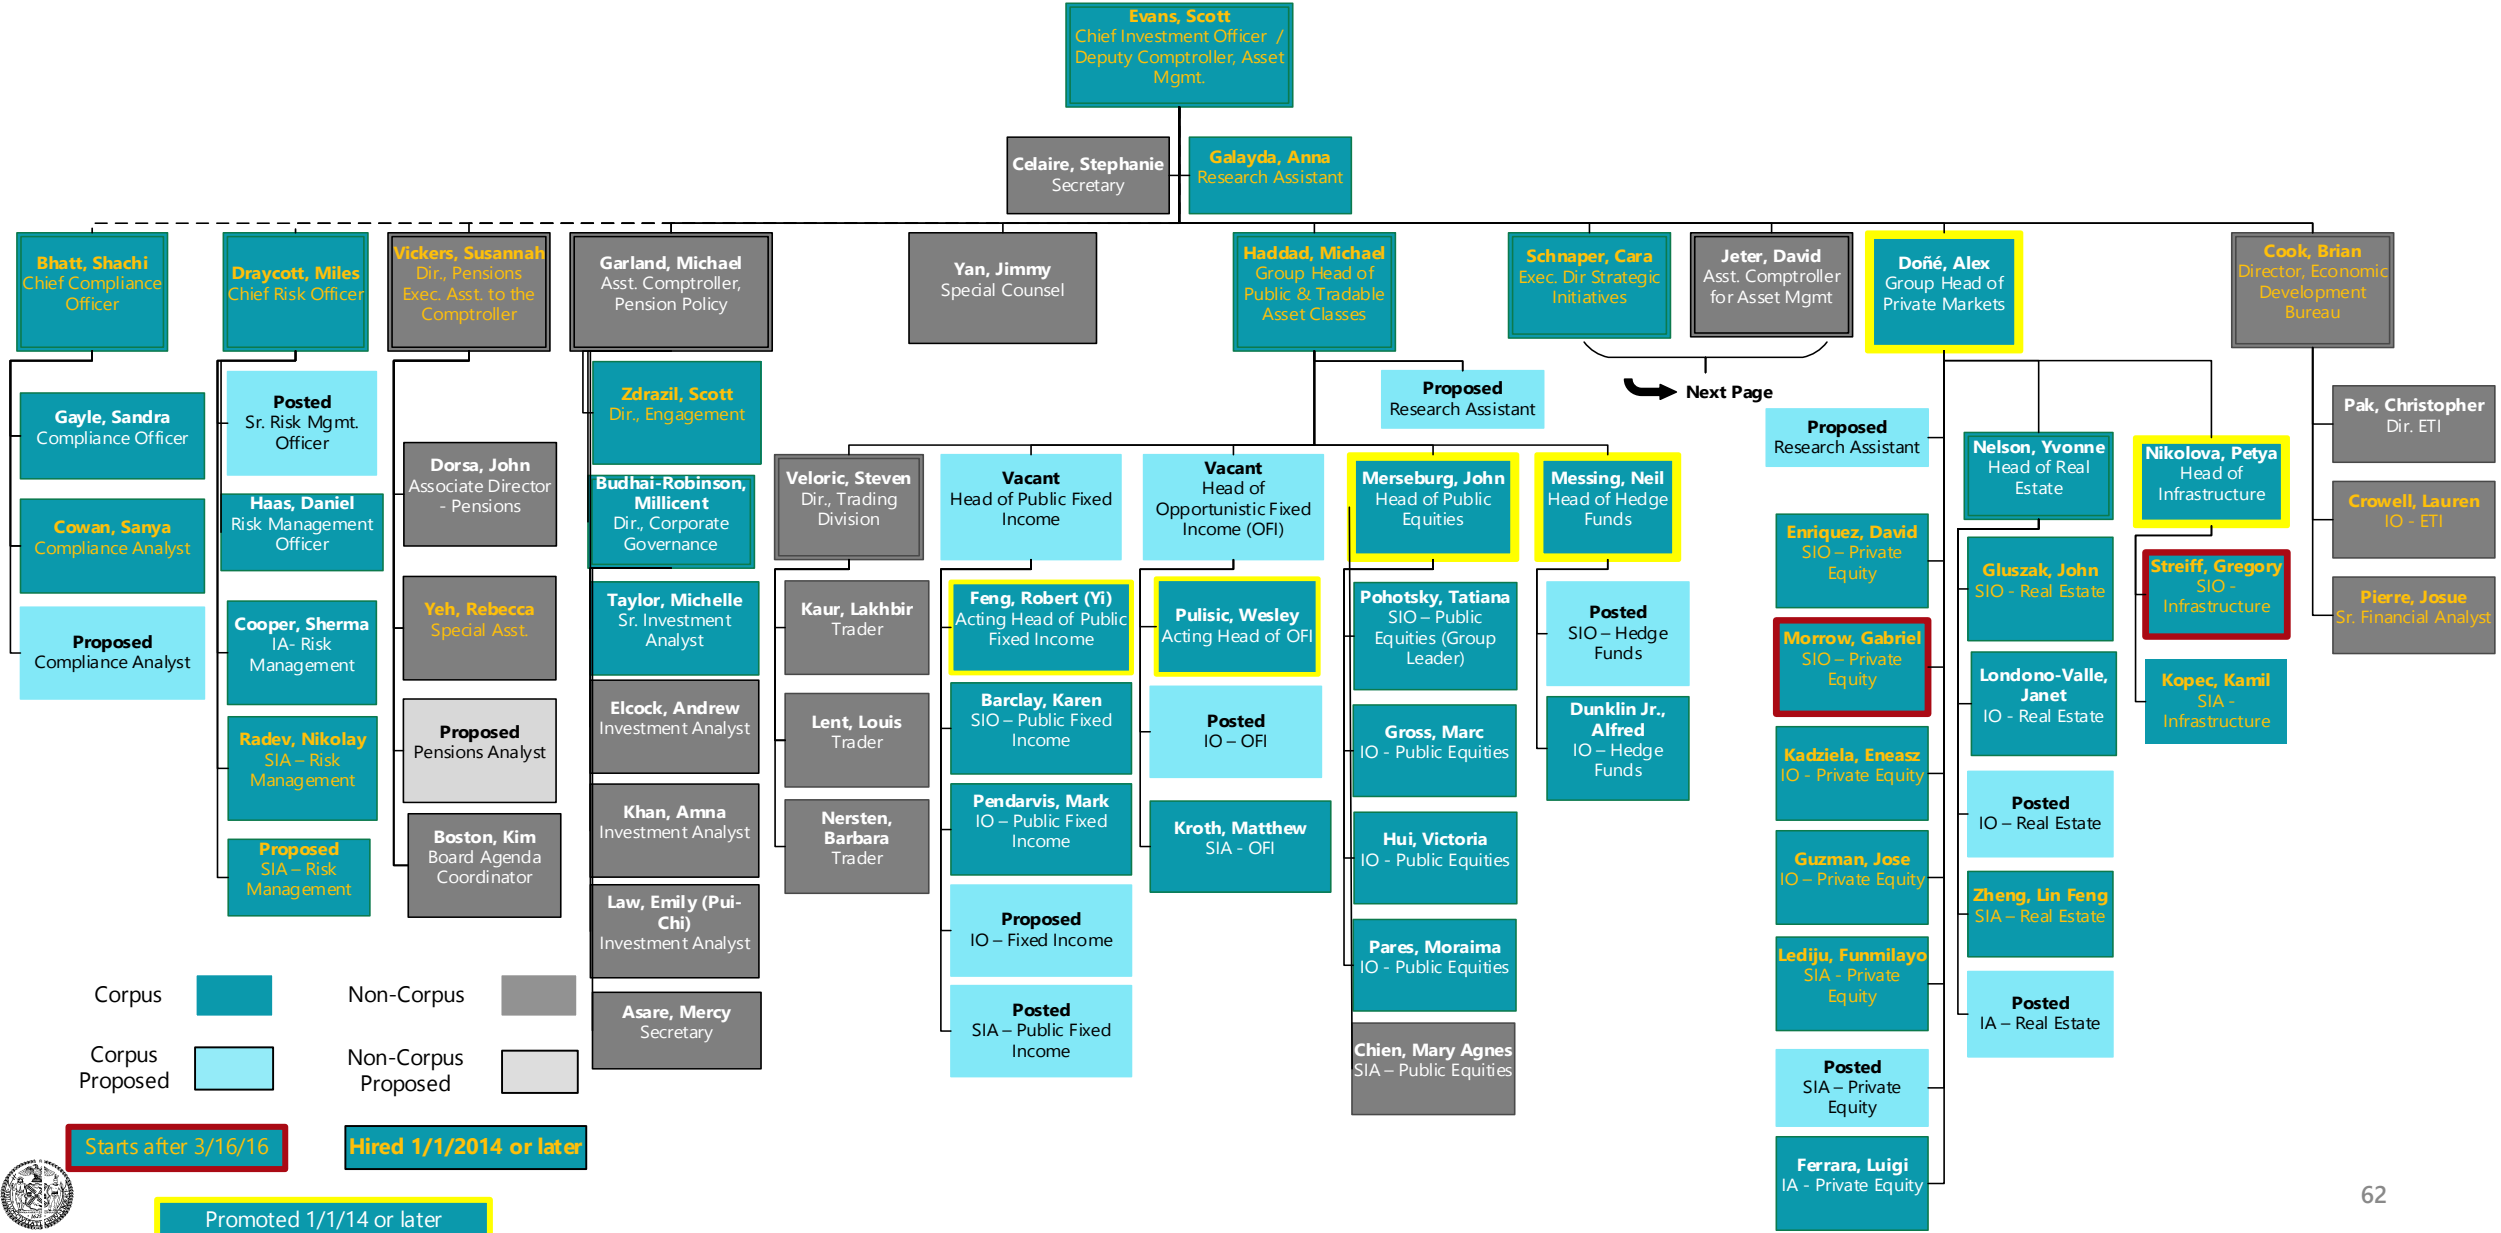 Evans, Scott
Chief Investment Officer /
Deputy Comptroller, Asset
Mgmt.
Celaire, Stephanie
Secretary
Galayda, Anna
Research Assistant
Bhatt, Shachi
Chief Compliance
Officer
Draycott, Miles
Chief Risk Officer
Vickers, Susannah
Dir., Pensions
Exec. Asst. to the
Comptroller
Garland, Michael
Asst. Comptroller,
Pension Policy
Yan, Jimmy
Special Counsel
Haddad, Michael
Group Head of
Public & Tradable
Asset Classes
Schnaper, Cara
Exec. Dir Strategic
Initiatives
Jeter, David
Asst. Comptroller
for Asset Mgmt
Doñé, Alex
Group Head of
Private Markets
Cook, Brian
Director, Economic
Development
Bureau
Next Page
Gayle, Sandra
Compliance Officer
Cowan, Sanya
Compliance Analyst
Proposed
Compliance Analyst
Posted
Sr. Risk Mgmt.
Officer
Haas, Daniel
Risk Management
Officer
Cooper, Sherma
IA- Risk
Management
Radev, Nikolay
SIA – Risk
Management
Proposed
SIA – Risk
Management
Dorsa, John
Associate Director
- Pensions
Yeh, Rebecca
Special Asst.
Proposed
Pensions Analyst
Boston, Kim
Board Agenda
Coordinator
Zdrazil, Scott
Dir., Engagement
Budhai-Robinson,
Millicent
Dir., Corporate
Governance
Taylor, Michelle
Sr. Investment
Analyst
Elcock, Andrew
Investment Analyst
Khan, Amna
Investment Analyst
Law, Emily (Pui-
Chi)
Investment Analyst
Asare, Mercy
Secretary
Proposed
Research Assistant
Veloric, Steven
Dir., Trading
Division
Kaur, Lakhbir
Trader
Lent, Louis
Trader
Nersten,
Barbara
Trader
Vacant
Head of Public Fixed
Income
Feng, Robert (Yi)
Acting Head of Public
Fixed Income
Barclay, Karen
SIO – Public Fixed
Income
Pendarvis, Mark
IO – Public Fixed
Income
Proposed
IO – Fixed Income
Posted
SIA – Public Fixed
Income
Vacant
Head of
Opportunistic Fixed
Income (OFI)
Pulisic, Wesley
Acting Head of OFI
Posted
IO – OFI
Kroth, Matthew
SIA - OFI
Merseburg, John
Head of Public
Equities
Pohotsky, Tatiana
SIO – Public
Equities (Group
Leader)
Gross, Marc
IO - Public Equities
Hui, Victoria
IO - Public Equities
Pares, Moraima
IO - Public Equities
Chien, Mary Agnes
SIA – Public Equities
Messing, Neil
Head of Hedge
Funds
Posted
SIO – Hedge
Funds
Dunklin Jr.,
Alfred
IO – Hedge
Funds
Proposed
Research Assistant
Enriquez, David
SIO – Private
Equity
Morrow, Gabriel
SIO – Private
Equity
Kadziela, Eneasz
IO - Private Equity
Guzman, Jose
IO – Private Equity
Lediju, Funmilayo
SIA - Private
Equity
Posted
SIA – Private
Equity
Ferrara, Luigi
IA - Private Equity
Nelson, Yvonne
Head of Real
Estate
Gluszak, John
SIO - Real Estate
Londono-Valle,
Janet
IO - Real Estate
Posted
IO – Real Estate
Zheng, Lin Feng
SIA – Real Estate
Posted
IA – Real Estate
Nikolova, Petya
Head of
Infrastructure
Streiff, Gregory
SIO -
Infrastructure
Kopec, Kamil
SIA -
Infrastructure
Pak, Christopher
Dir. ETI
Crowell, Lauren
IO - ETI
Pierre, Josue
Sr. Financial Analyst
Corpus
Non-Corpus
Corpus
Proposed
Non-Corpus
Proposed
Starts after 3/16/16
Hired 1/1/2014 or later
Promoted 1/1/14 or later
62